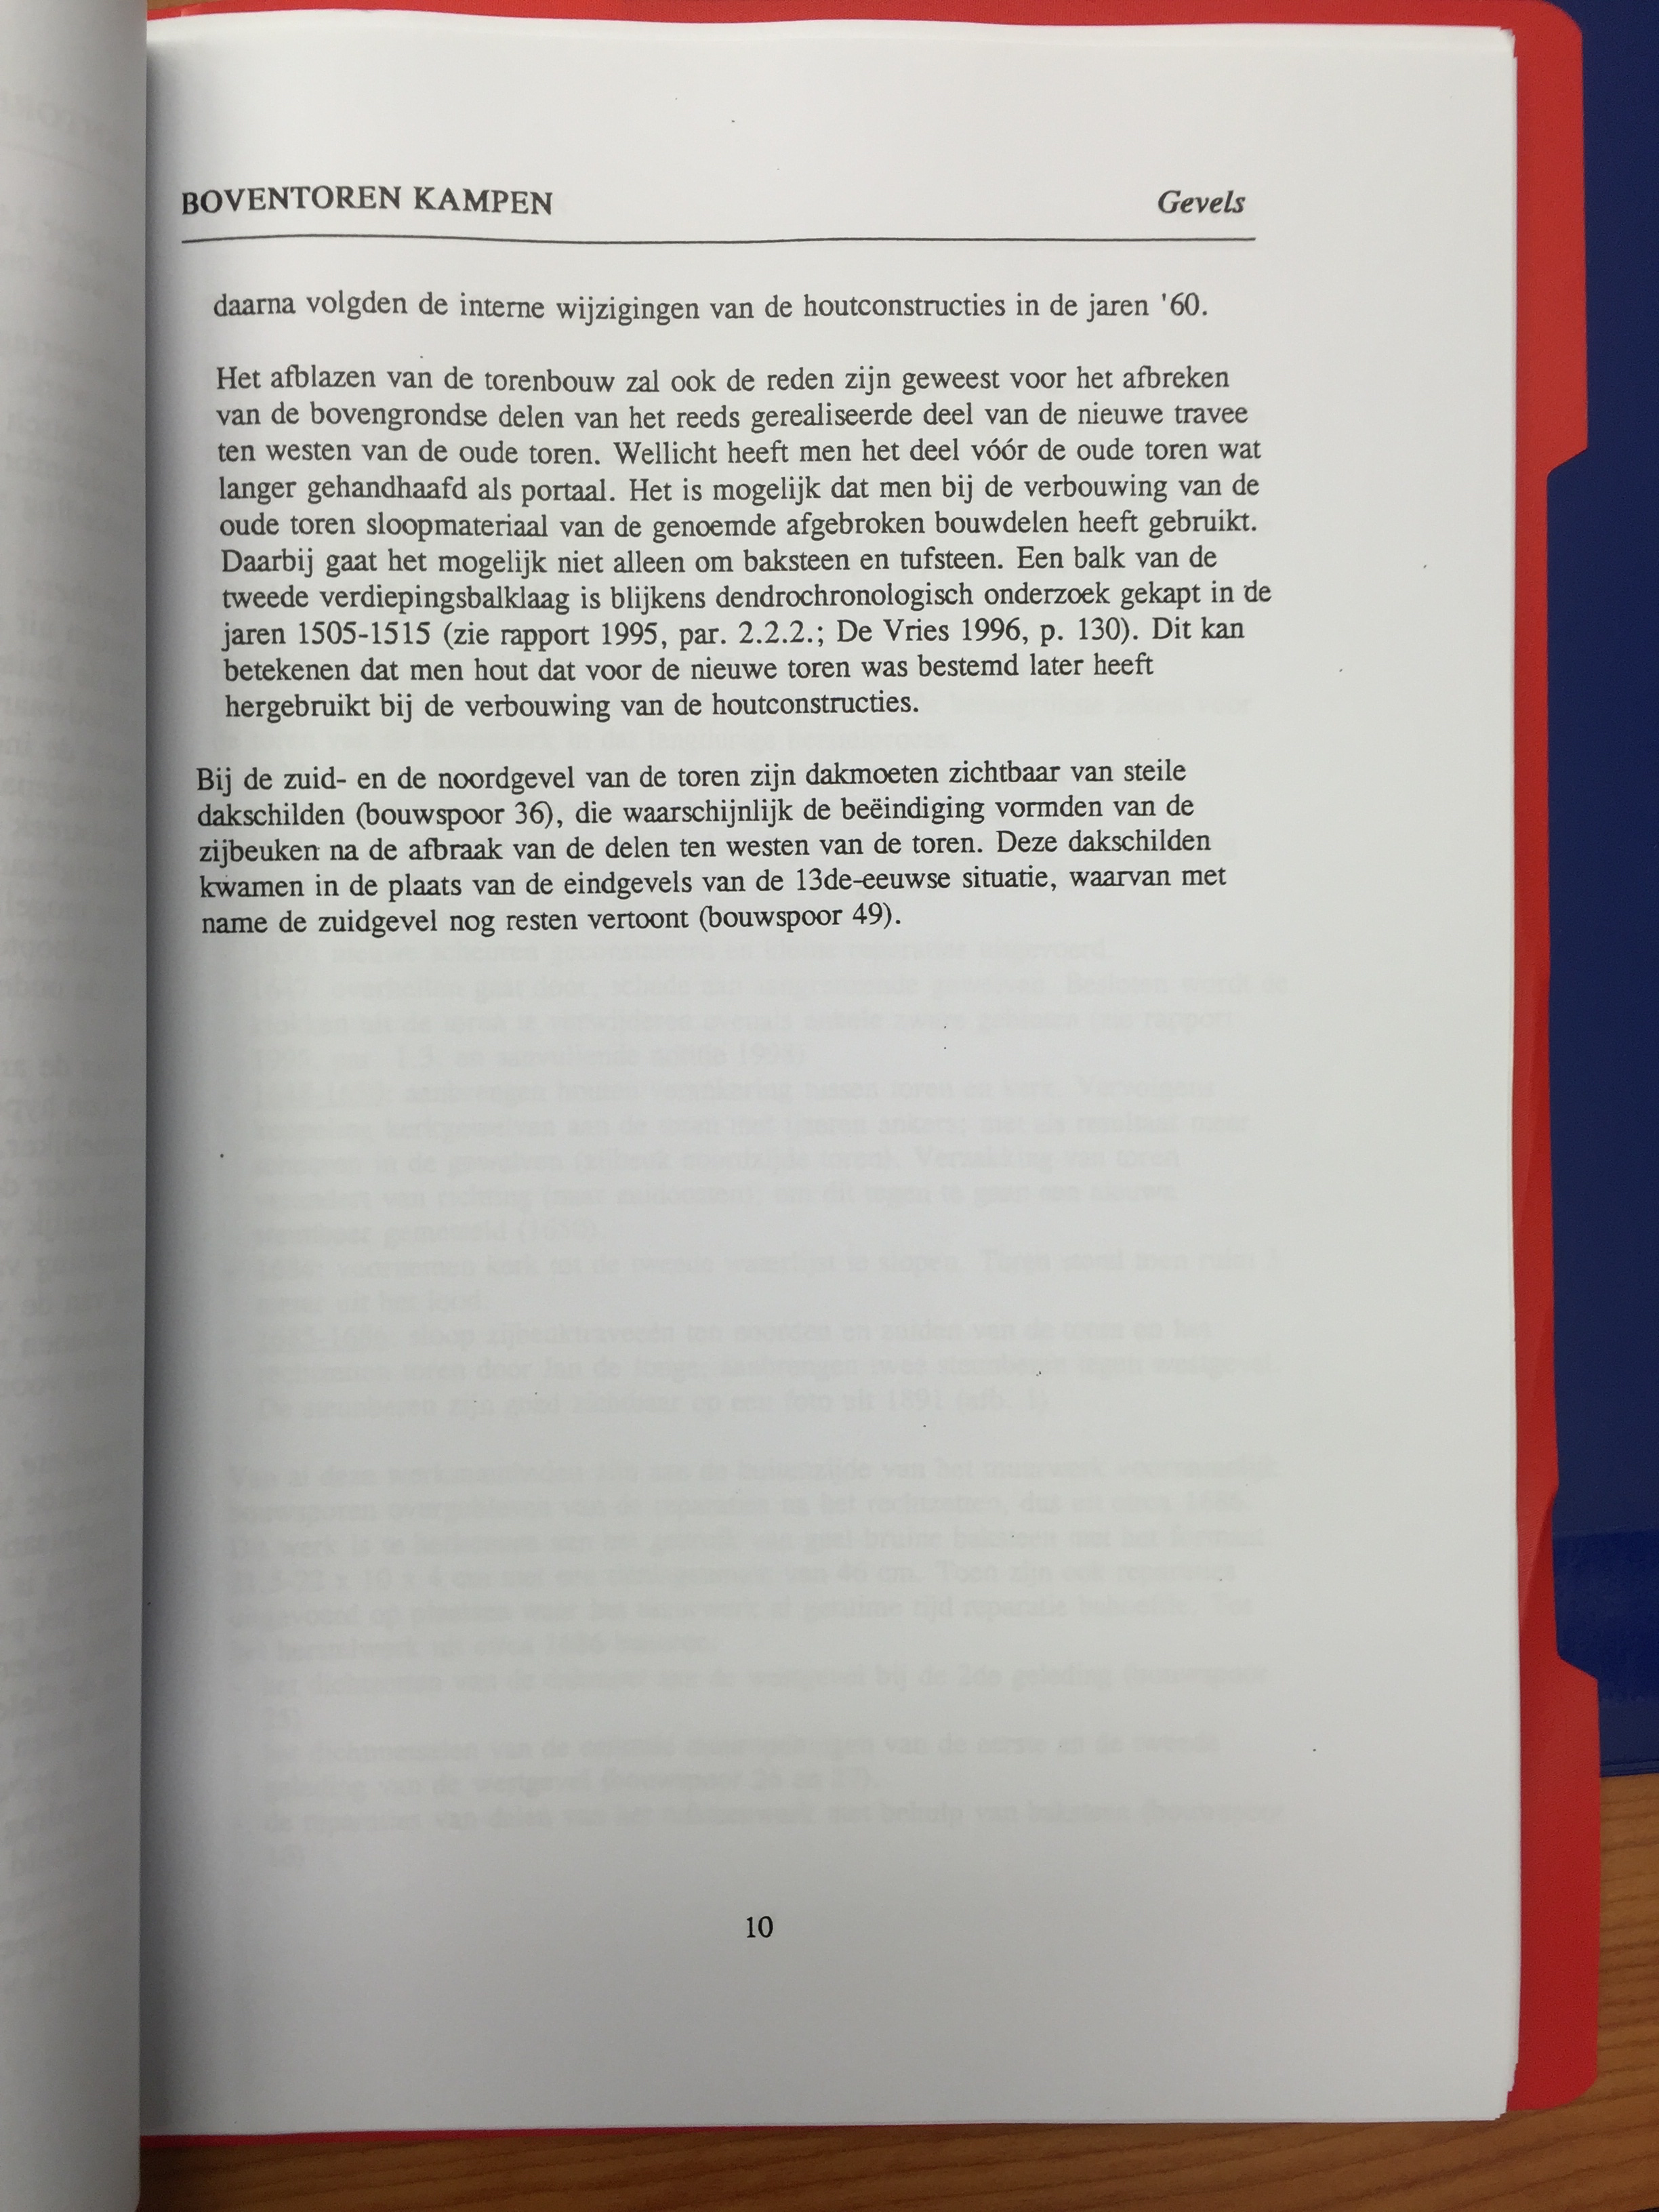 BOVENTOREN KAMPEN Gevels
daarna volgden de interne wijzigingen van de houtconstructies in de jaren '60.
Het afblazen van de torenbouw zal ook de reden zijn geweest voor het afbreken
van de bovengrondse delen van het reeds gerealiseerde deel van de nieuwe travee
ten westen van de oude toren. Wellicht heeft men het deel vóór de oude toren wat
langer gehandhaafd als portaal. Het is mogelijk dat men bij de verbouwing van de
oude toren sloopmateriaal van de genoemde afgebroken bouwdelen heeft gebruikt.
Daarbij gaat het mogelijk niet alleen om baksteen en tufsteen. Een balk van de
tweede verdiepingsbalklaag is blijkens dendrochronologisch onderzoek gekapt in de
jaren 1505-1515 (zie rapport 1995, par. 2.2.2.; De Vries 1996, p. 130). Dit kan
betekenen dat men hout dat voor de nieuwe toren was bestemd later heeft
hergebruikt bij de verbouwing van de houtconstructies.
Bij de zuid- en de noordgevel van de toren zijn dakmoeten zichtbaar van steile
dakschilden (bouwspoor 36), die waarschijnlijk de beëindiging vormden van de
zijbeuken na de afbraak van de delen ten westen van de toren. Deze dakschilden
kwamen in de plaats van de eindgevels van de 13de-eeuwse situatie, waarvan met
name de zuidgevel nog resten vertoont (bouwspoor 49).
10